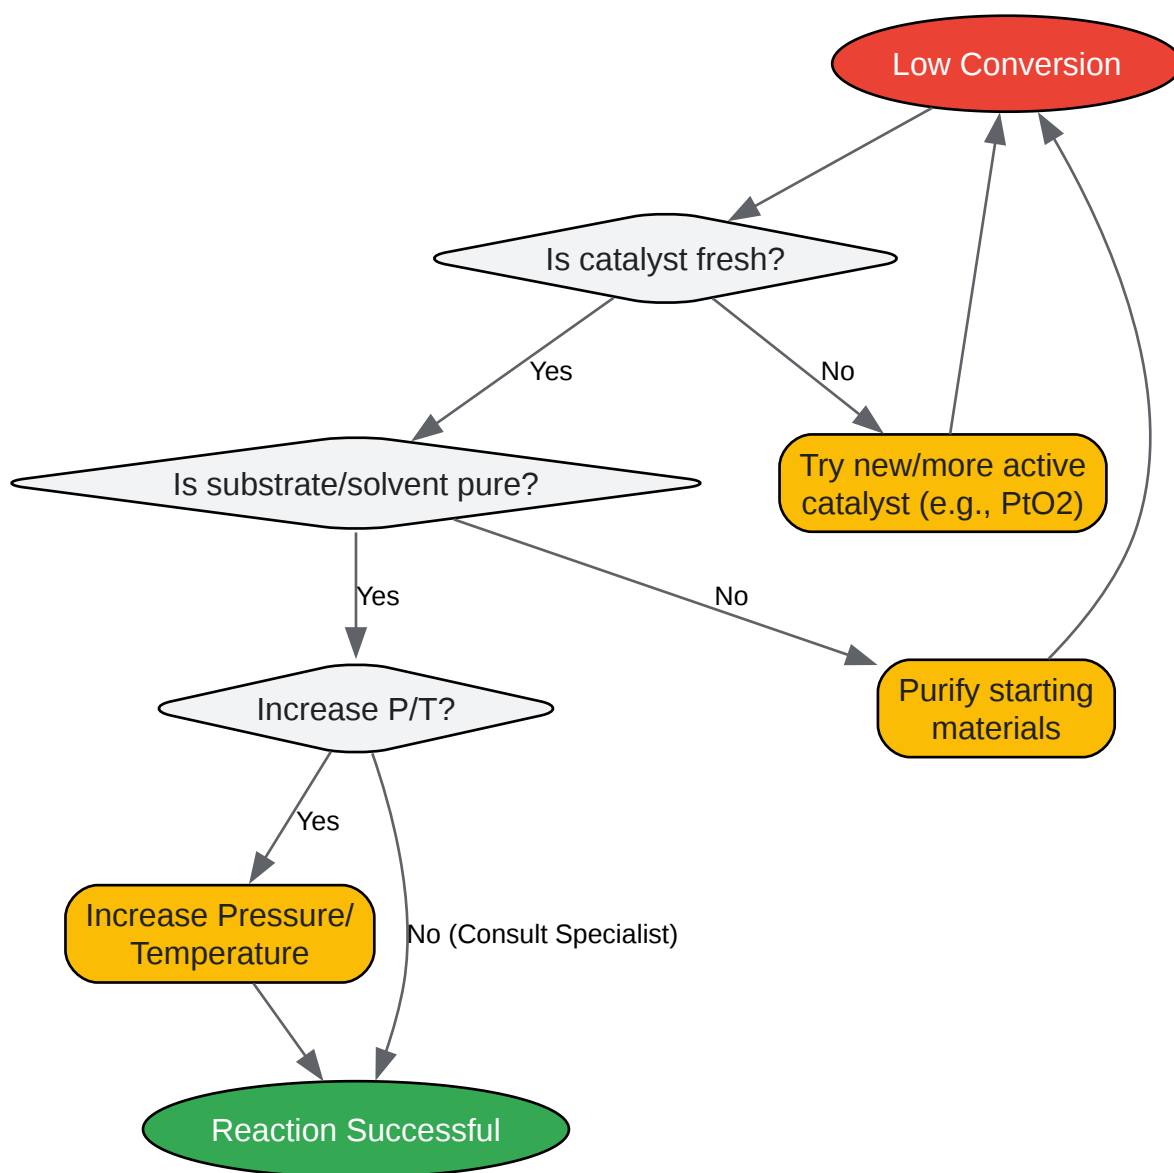 Low Conversion
Is catalyst fresh?
Yes
No
Try new/more active
catalyst (e.g., PtO2)
Is substrate/solvent pure?
Yes
No
Purify starting
materials
Increase P/T?
Yes
Increase Pressure/
Temperature
No (Consult Specialist)
Reaction Successful